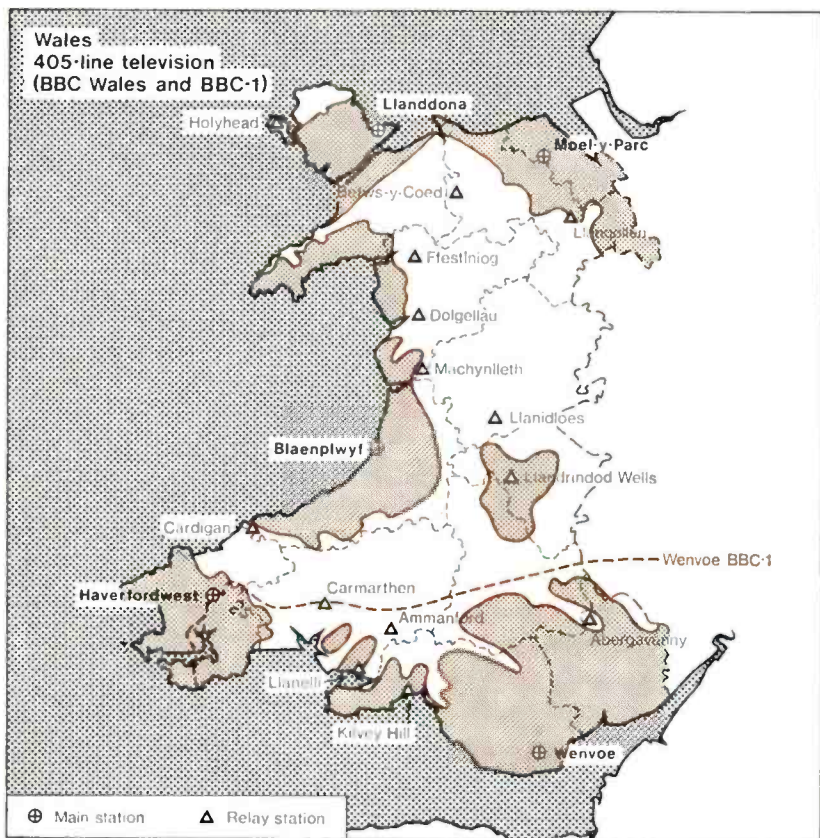 Wales
405-line television
(BBC Wales and BBC-1)
Llanddona
Holyhead
Moel-y-Parc
Betws-y-Coed
Llangollen
Ffestiniog
Dolgellau
Machynlleth
Llanidloes
Blaenplwyf
Llandrindod Wells
Cardigan
Wenvoe BBC-1
Haverfordwest
Carmarthen
Ammanford
Abergavenny
Llanelli
Kilvey Hill
Wenvoe
Main station
Relay station